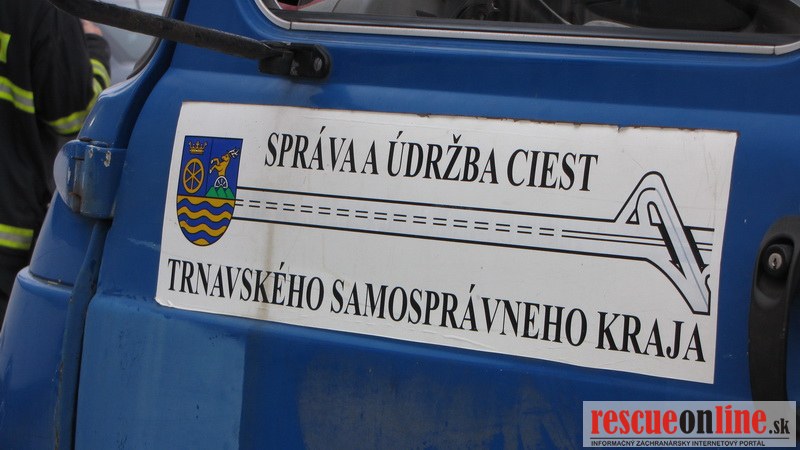 SPRÁVA A ÚDRŽBA CIEST
TRNAVSKÉHO SAMOSPRÁVNEHO KRAJA
rescueonline.sk
INFORMAČNÝ ZÁCHRANÁRSKY INTERNETOVÝ PORTÁL